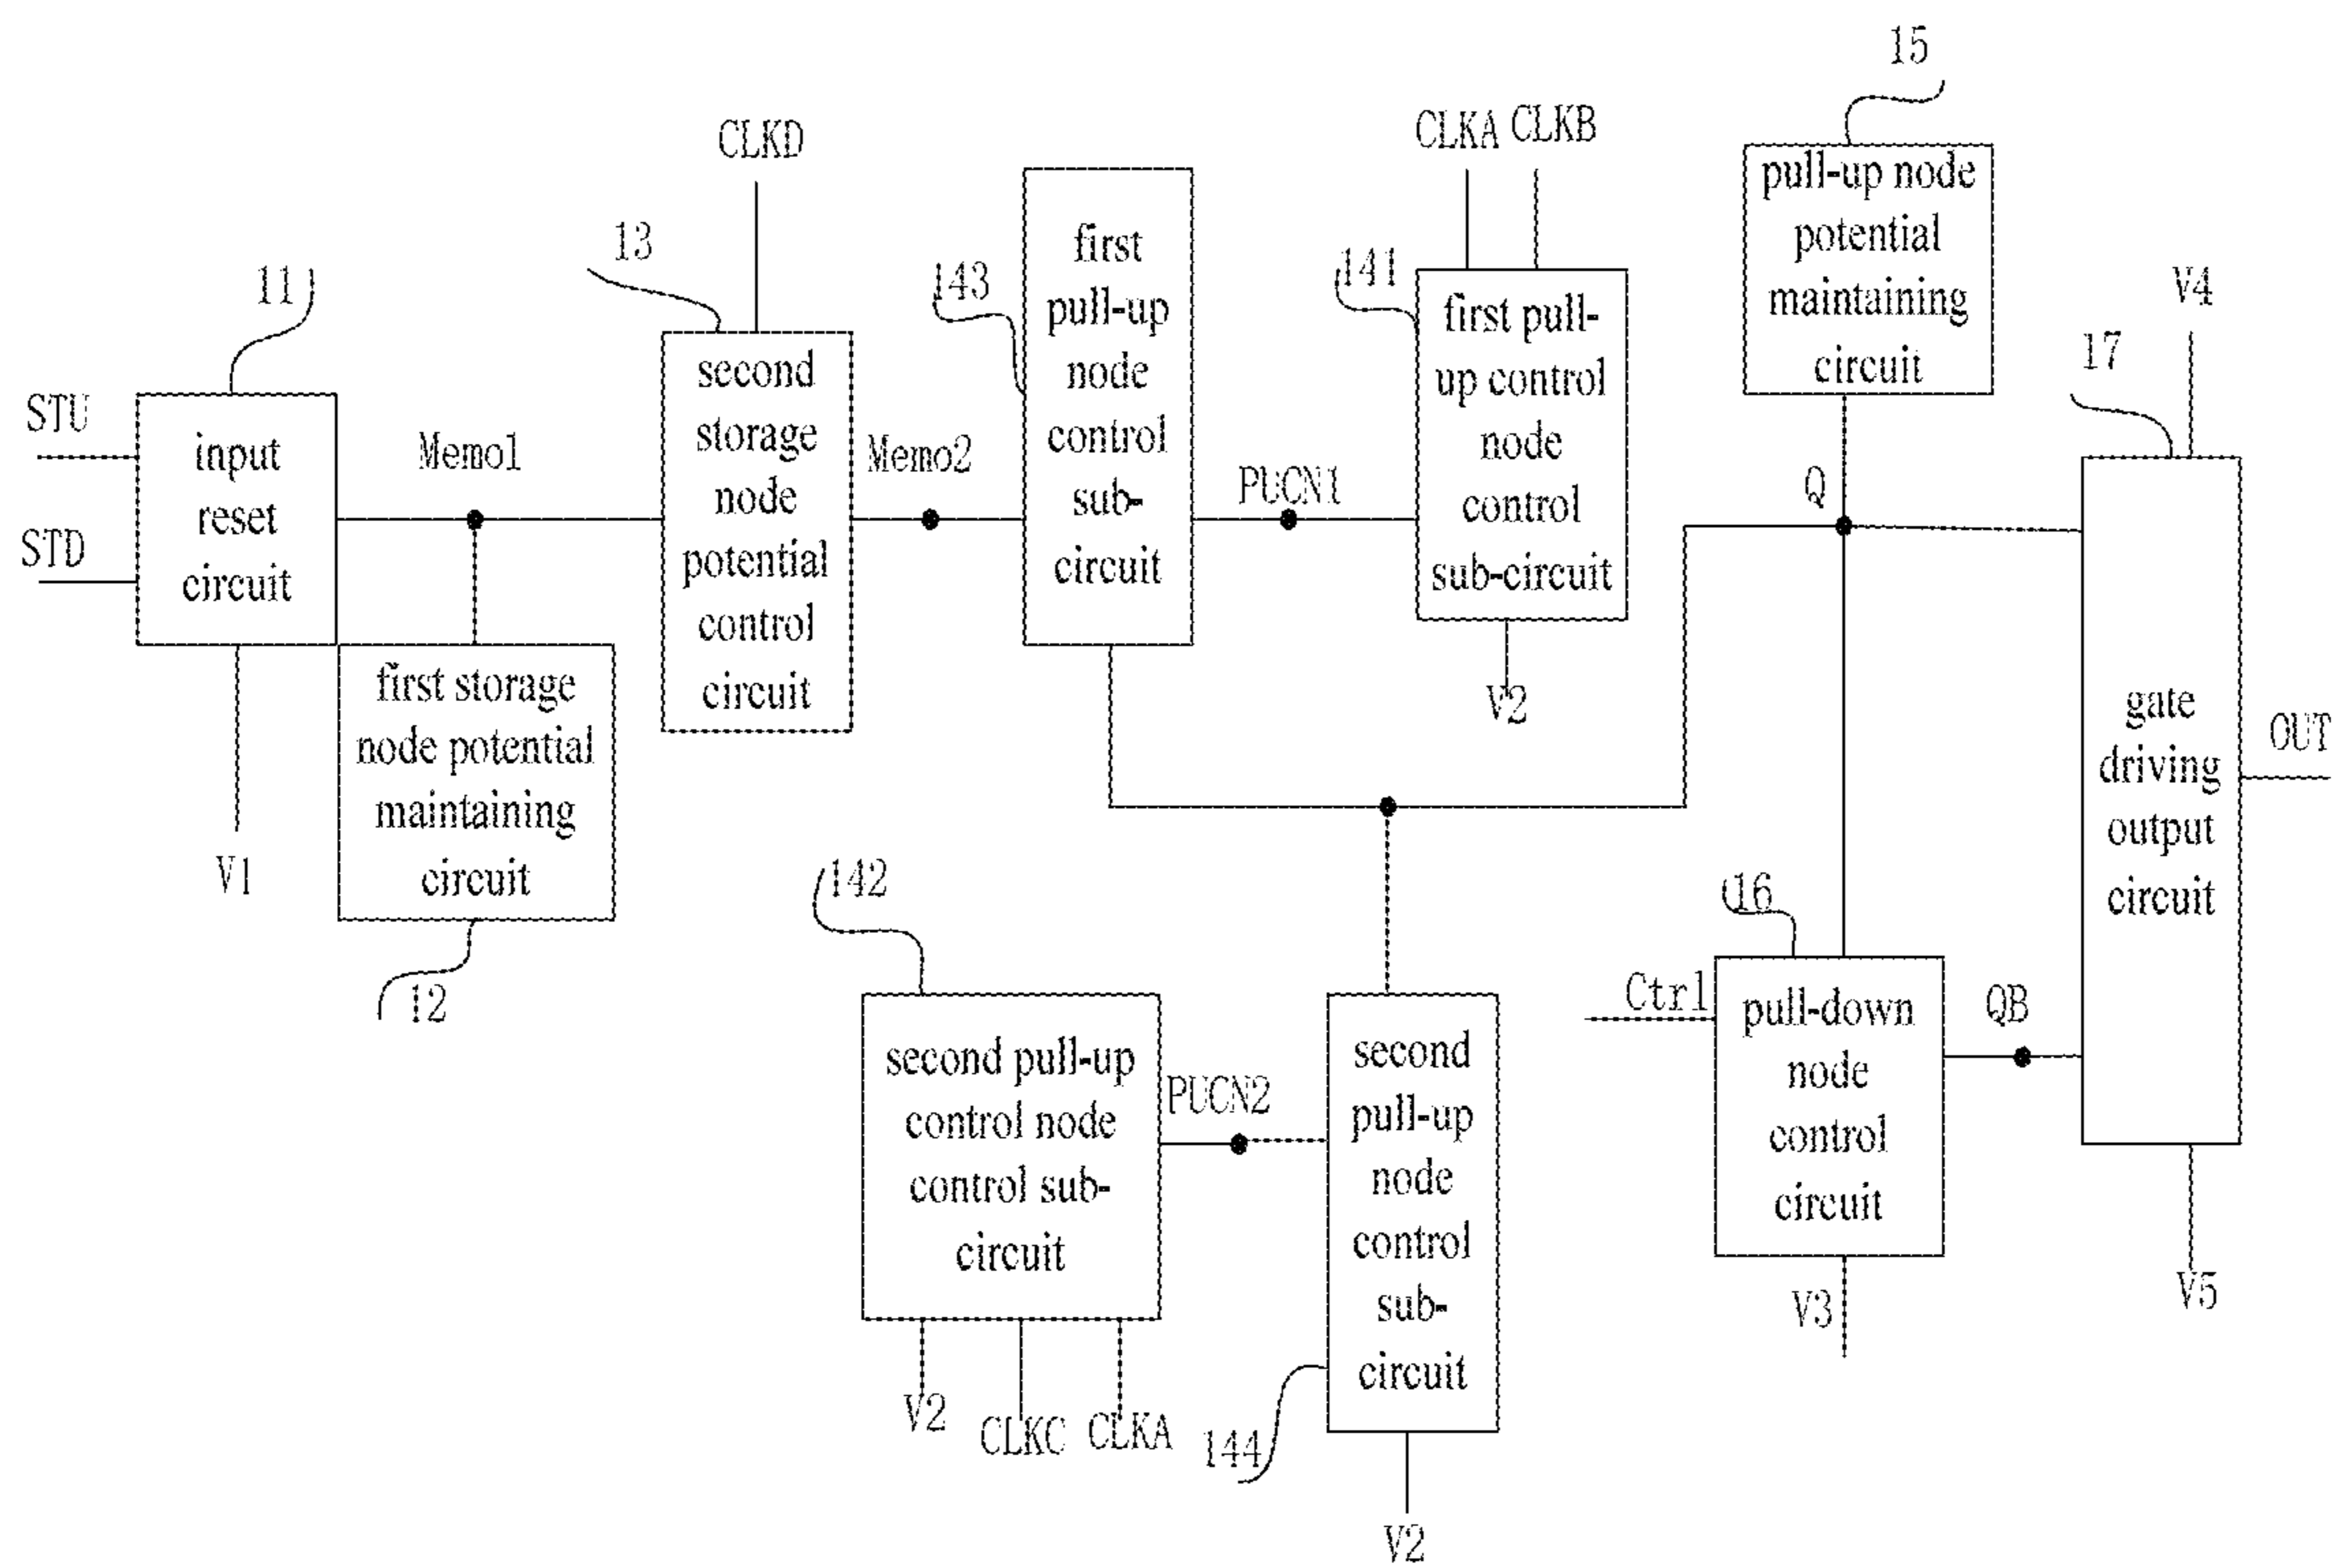 15
CLKD
CLKA
CLKB
pull-up node
potential
maintaining
circuit
13
143
141
11
first
pull-up
node
control
sub-
circuit
first pull-
up control
node
control
sub-circuit
V4
17
STU
STD
input
reset
circuit
Memo1
second
storage
node
potential
control
circuit
Memo2
PUCN1
Q
V2
first storage
node potential
maintaining
circuit
V1
12
gate
driving
output
circuit
OUT
142
16
second pull-up
control node
control sub-
circuit
PUCN2
second
pull-up
node
control
sub-
circuit
Ctrl
pull-down
node
control
circuit
QB
V3
V5
V2
CLKC
CLKA
144
V2